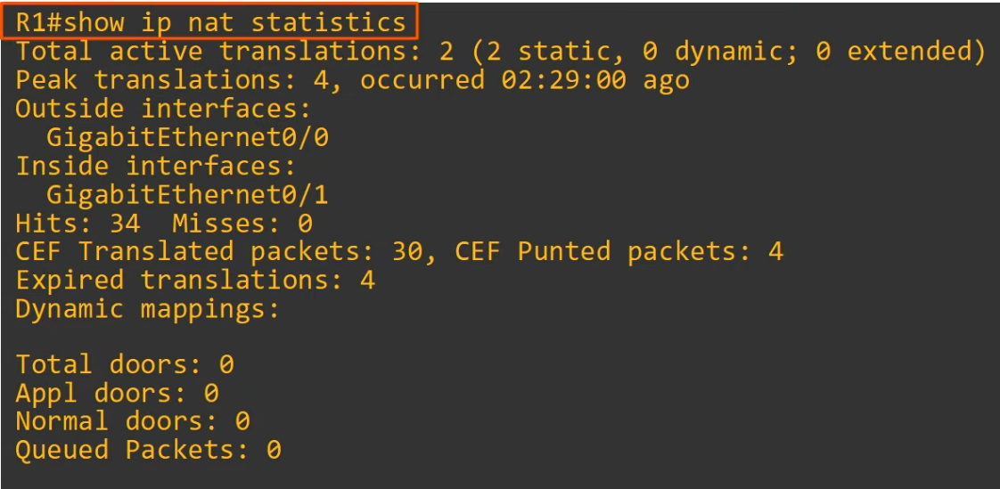 R1#show ip nat statistics
Total active translations: 2 (2 static, 0 dynamic; 0 extended)
Peak translations: 4, occurred 02:29:00 ago
Outside interfaces:
  GigabitEthernet0/0
Inside interfaces:
  GigabitEthernet0/1
Hits: 34  Misses: 0
CEF Translated packets: 30, CEF Punted packets: 4
Expired translations: 4
Dynamic mappings:

Total doors: 0
Appl doors: 0
Normal doors: 0
Queued Packets: 0